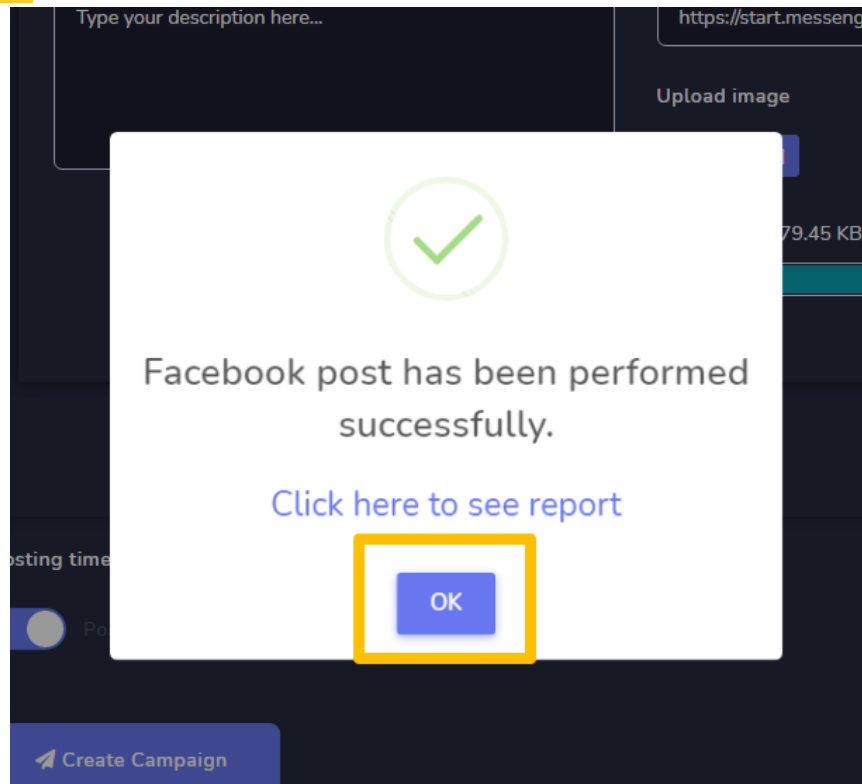 Type your description here...
https://start.messeng
Upload image
79.45 KB
Facebook post has been performed
successfully.
Click here to see report
OK
osting time
Po
Create Campaign